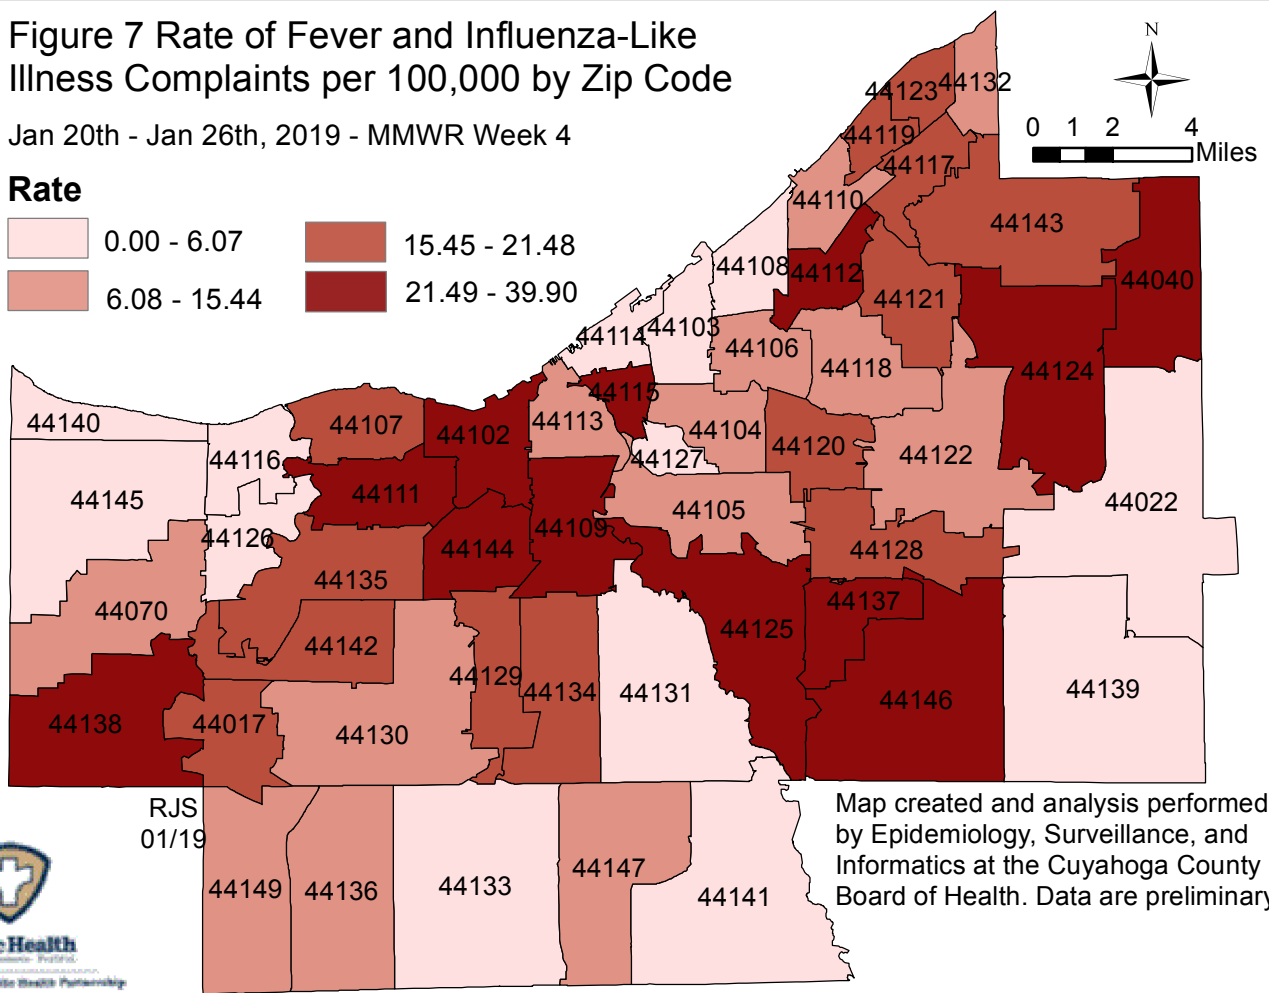 Figure 7 Rate of Fever and Influenza-Like
Illness Complaints per 100,000 by Zip Code
Jan 20th - Jan 26th, 2019 - MMWR Week 4
Rate
0.00 - 6.07
15.45 - 21.48
6.08 - 15.44
21.49 - 39.90
N
0 1 2 4
Miles
44123
44132
44119
44117
44110
44143
44108
44112
44040
44121
44114
44103
44106
44118
44124
44115
44140
44107
44102
44113
44104
44120
44122
44116
44127
44145
44111
44022
44105
44109
44126
44144
44128
44135
44070
44137
44125
44142
44129
44134
44131
44139
44146
44138
44017
44130
RJS
01/19
44149
44136
44133
44147
44141
Map created and analysis performed
by Epidemiology, Surveillance, and
Informatics at the Cuyahoga County
Board of Health. Data are preliminary
c Health
lic Health Partnership